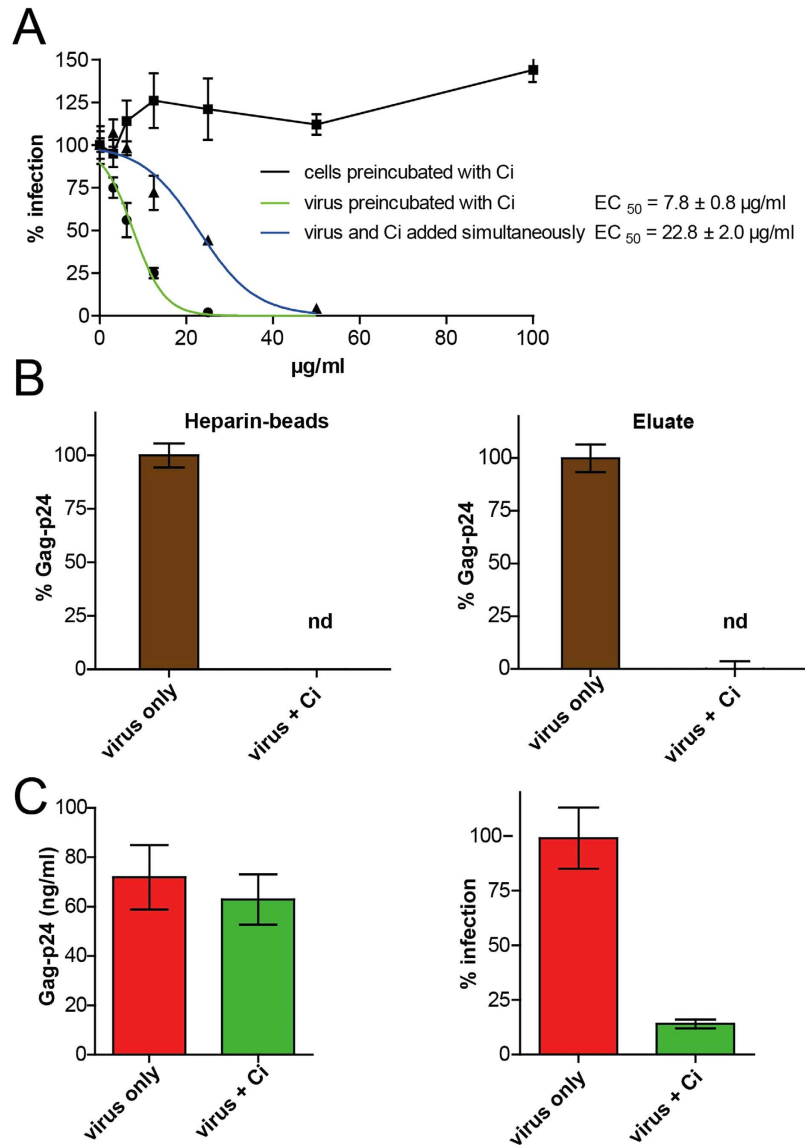 A
150
125
100
75
50
25
0
% infection
0 20 40 60 80 100
µg/ml
cells preincubated with Ci
virus preincubated with Ci EC 50 = 7.8 ± 0.8 µg/ml
virus and Ci added simultaneously EC 50 = 22.8 ± 2.0 µg/ml
B
Heparin-beads
100
75
50
25
0
% Gag-p24
nd
virus only
virus + Ci
Eluate
100
75
50
25
0
% Gag-p24
nd
virus only
virus + Ci
C
100
80
60
40
20
0
Gag-p24 (ng/ml)
virus only
virus + Ci
100
75
50
25
0
% infection
virus only
virus + Ci